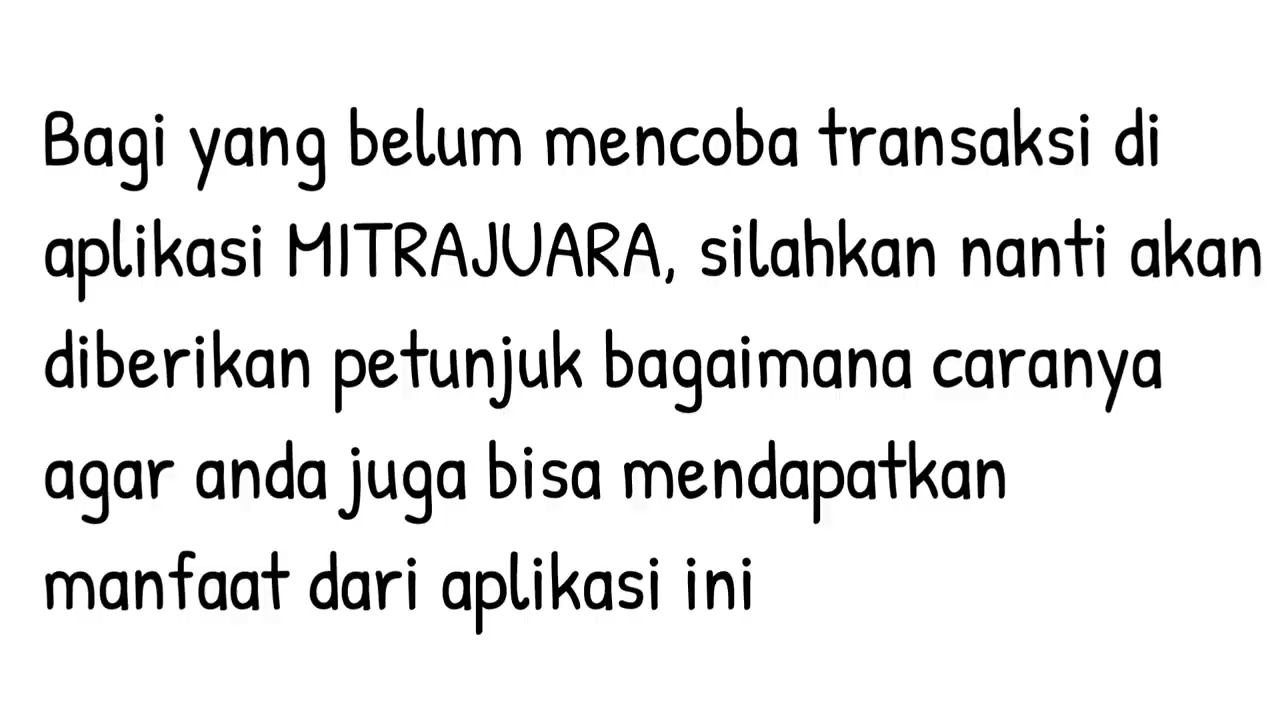 Bagi yang belum mencoba transaksi di
aplikasi MITRAJUARA, silahkan nanti akan
diberikan petunjuk bagaimana caranya
agar anda juga bisa mendapatkan
manfaat dari aplikasi ini